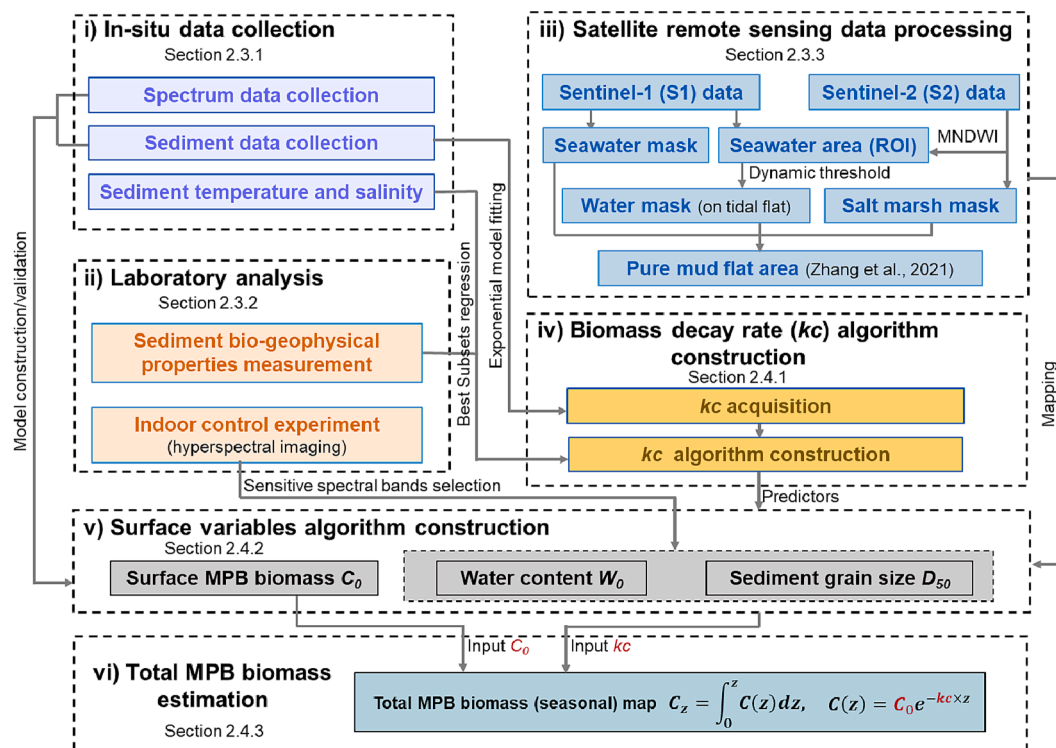 i) In-situ data collection
Section 2.3.1
Spectrum data collection
Sediment data collection
Sediment temperature and salinity
ii) Laboratory analysis
Section 2.3.2
Sediment bio-geophysical
properties measurement
Indoor control experiment
(hyperspectral imaging)
Model construction/validation
Best Subsets regression
Exponential model fitting
Sensitive spectral bands selection
iii) Satellite remote sensing data processing
Section 2.3.3
Sentinel-1 (S1) data
Sentinel-2 (S2) data
MNDWI
Seawater mask
Seawater area (ROI)
Dynamic threshold
Water mask (on tidal flat)
Salt marsh mask
Pure mud flat area (Zhang et al., 2021)
Mapping
iv) Biomass decay rate (kc) algorithm
construction
Section 2.4.1
kc acquisition
kc algorithm construction
Predictors
v) Surface variables algorithm construction
Section 2.4.2
Surface MPB biomass C₀
Water content W₀
Sediment grain size D₅₀
Input C₀
Input kc
vi) Total MPB biomass
estimation
Section 2.4.3
Total MPB biomass (seasonal) map C_z = ∫₀^z C(z)dz, C(z) = C₀e^{-kc×z}